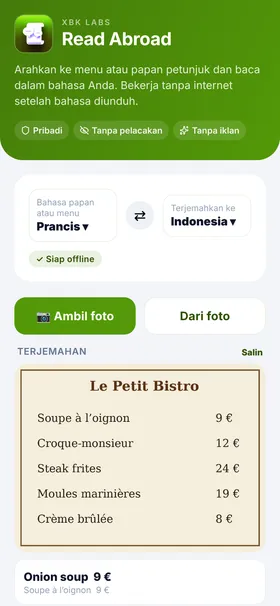 XBK LABS
Read Abroad
Arahkan ke menu atau papan petunjuk dan baca
dalam bahasa Anda. Bekerja tanpa internet
setelah bahasa diunduh.
Pribadi
Tanpa pelacakan
Tanpa iklan
Bahasa papan
atau menu
Prancis ▾
⇄
Terjemahkan ke
Indonesia ▾
✓ Siap offline
📷 Ambil foto
Dari foto
TERJEMAHAN
Salin
Le Petit Bistro
Soupe à l’oignon 9 €
Croque-monsieur 12 €
Steak frites 24 €
Moules marinières 19 €
Crème brûlée 8 €
Onion soup 9 €
Soupe à l’oignon 9 €